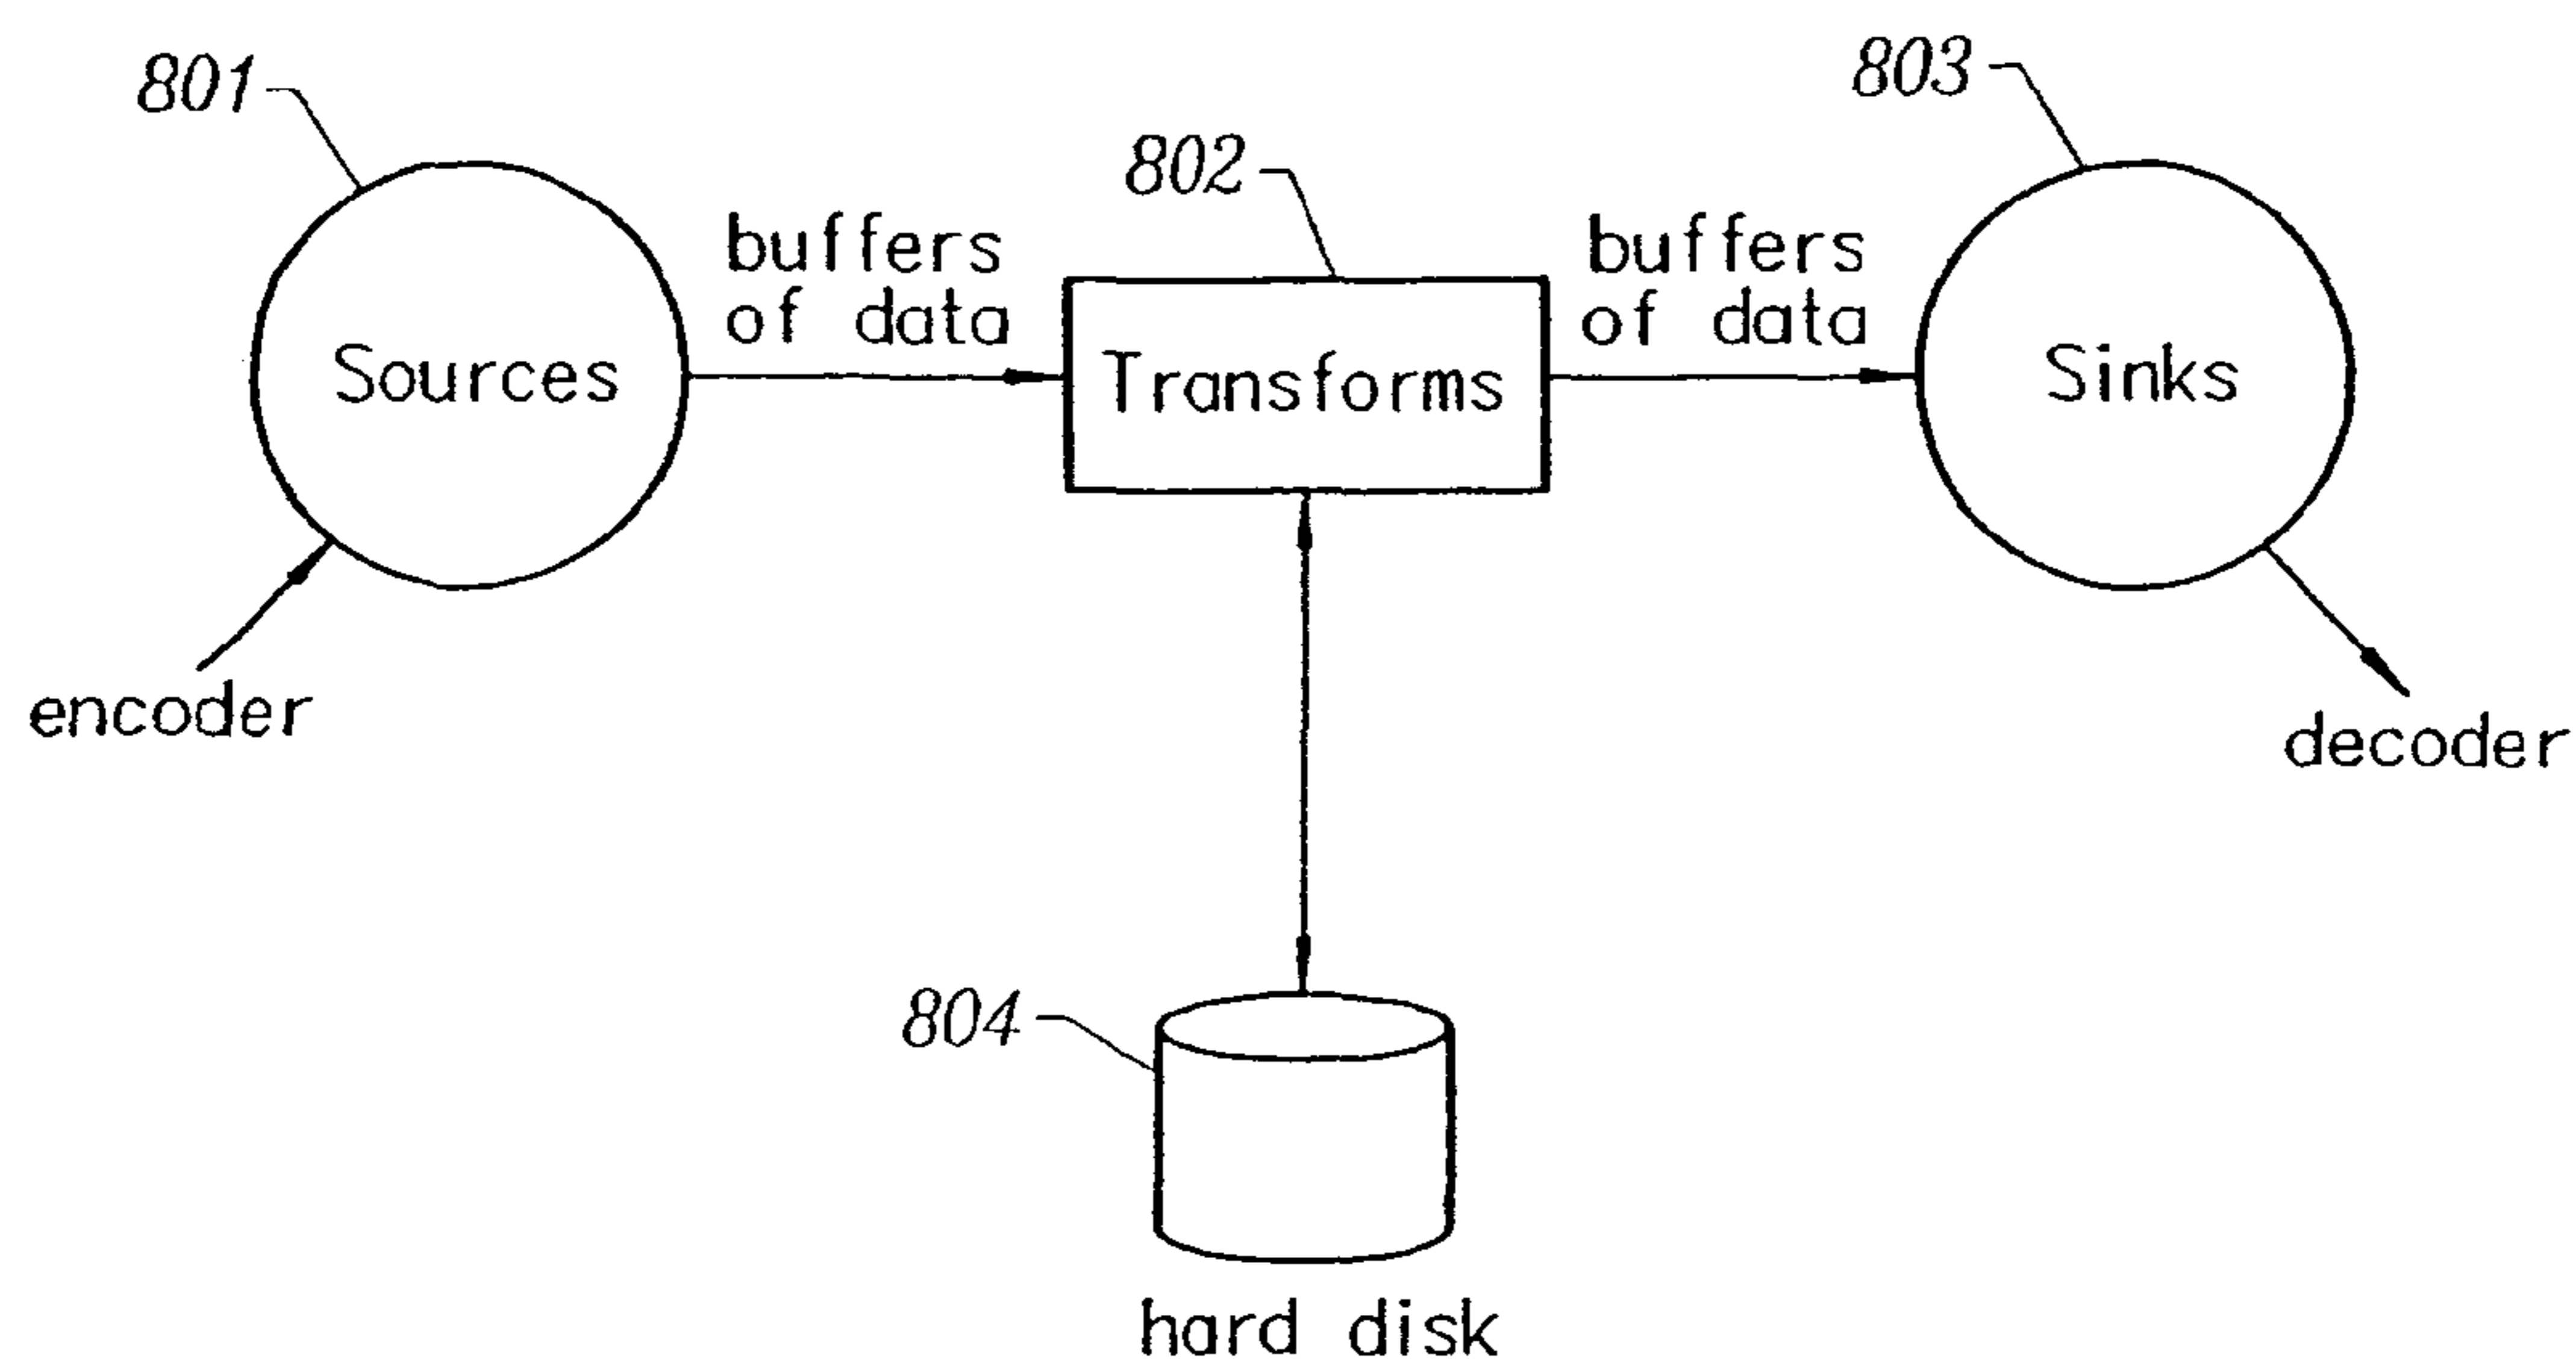 801
803
802
buffers
of data
buffers
of data
Sources
Transforms
Sinks
encoder
decoder
804
hard disk